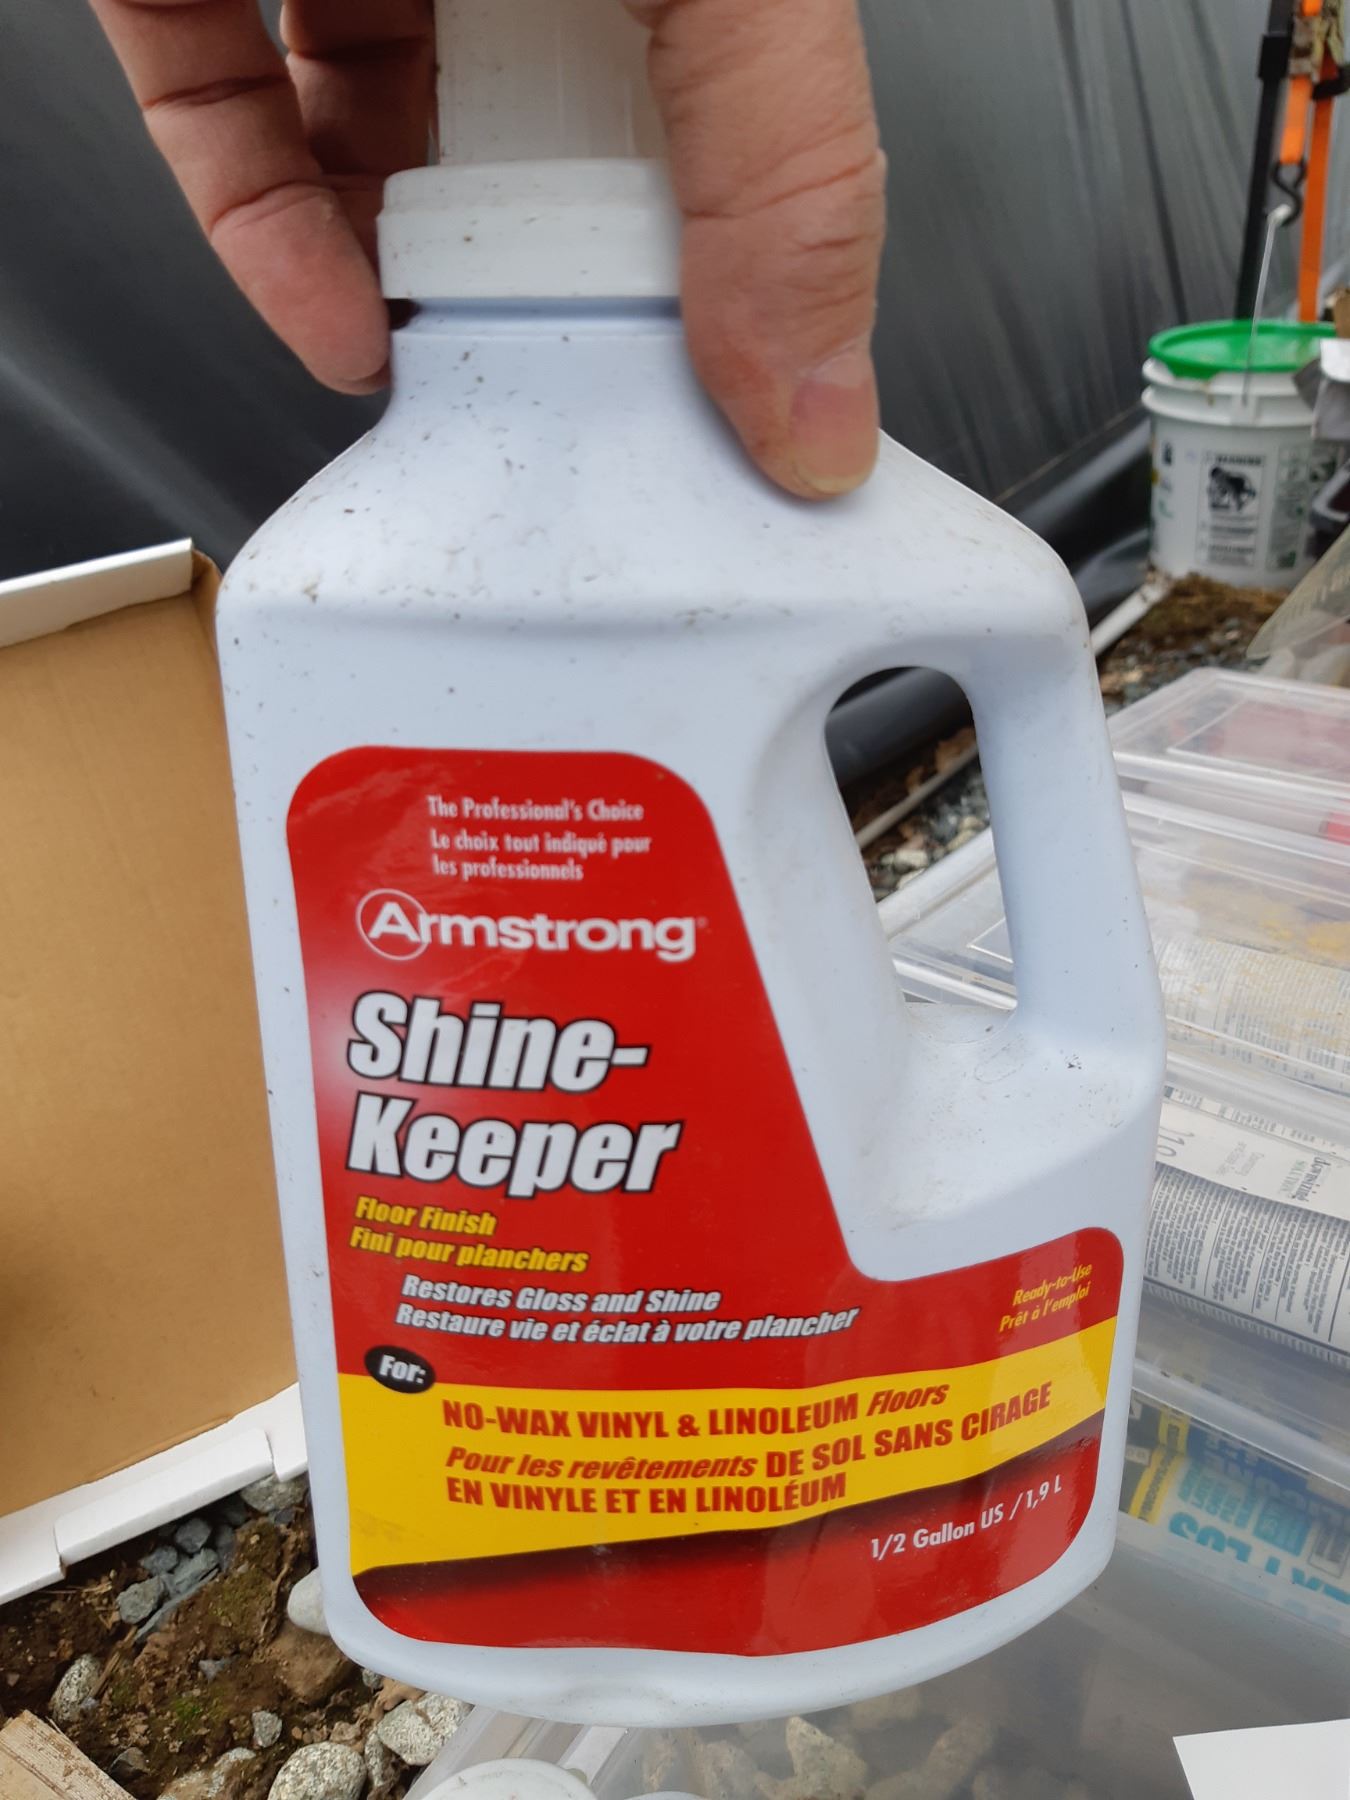 The Professional's Choice
Le choix tout indiqué pour
les professionnels
Armstrong
Shine-
Keeper
Floor Finish
Fini pour planchers
Restores Gloss and Shine
Restaure vie et éclat à votre plancher
Ready-to-Use
Prêt à l'emploi
For:
NO-WAX VINYL & LINOLEUM Floors
Pour les revêtements DE SOL SANS CIRAGE
EN VINYLE ET EN LINOLÉUM
1/2 Gallon US / 1,9 L
WARNING